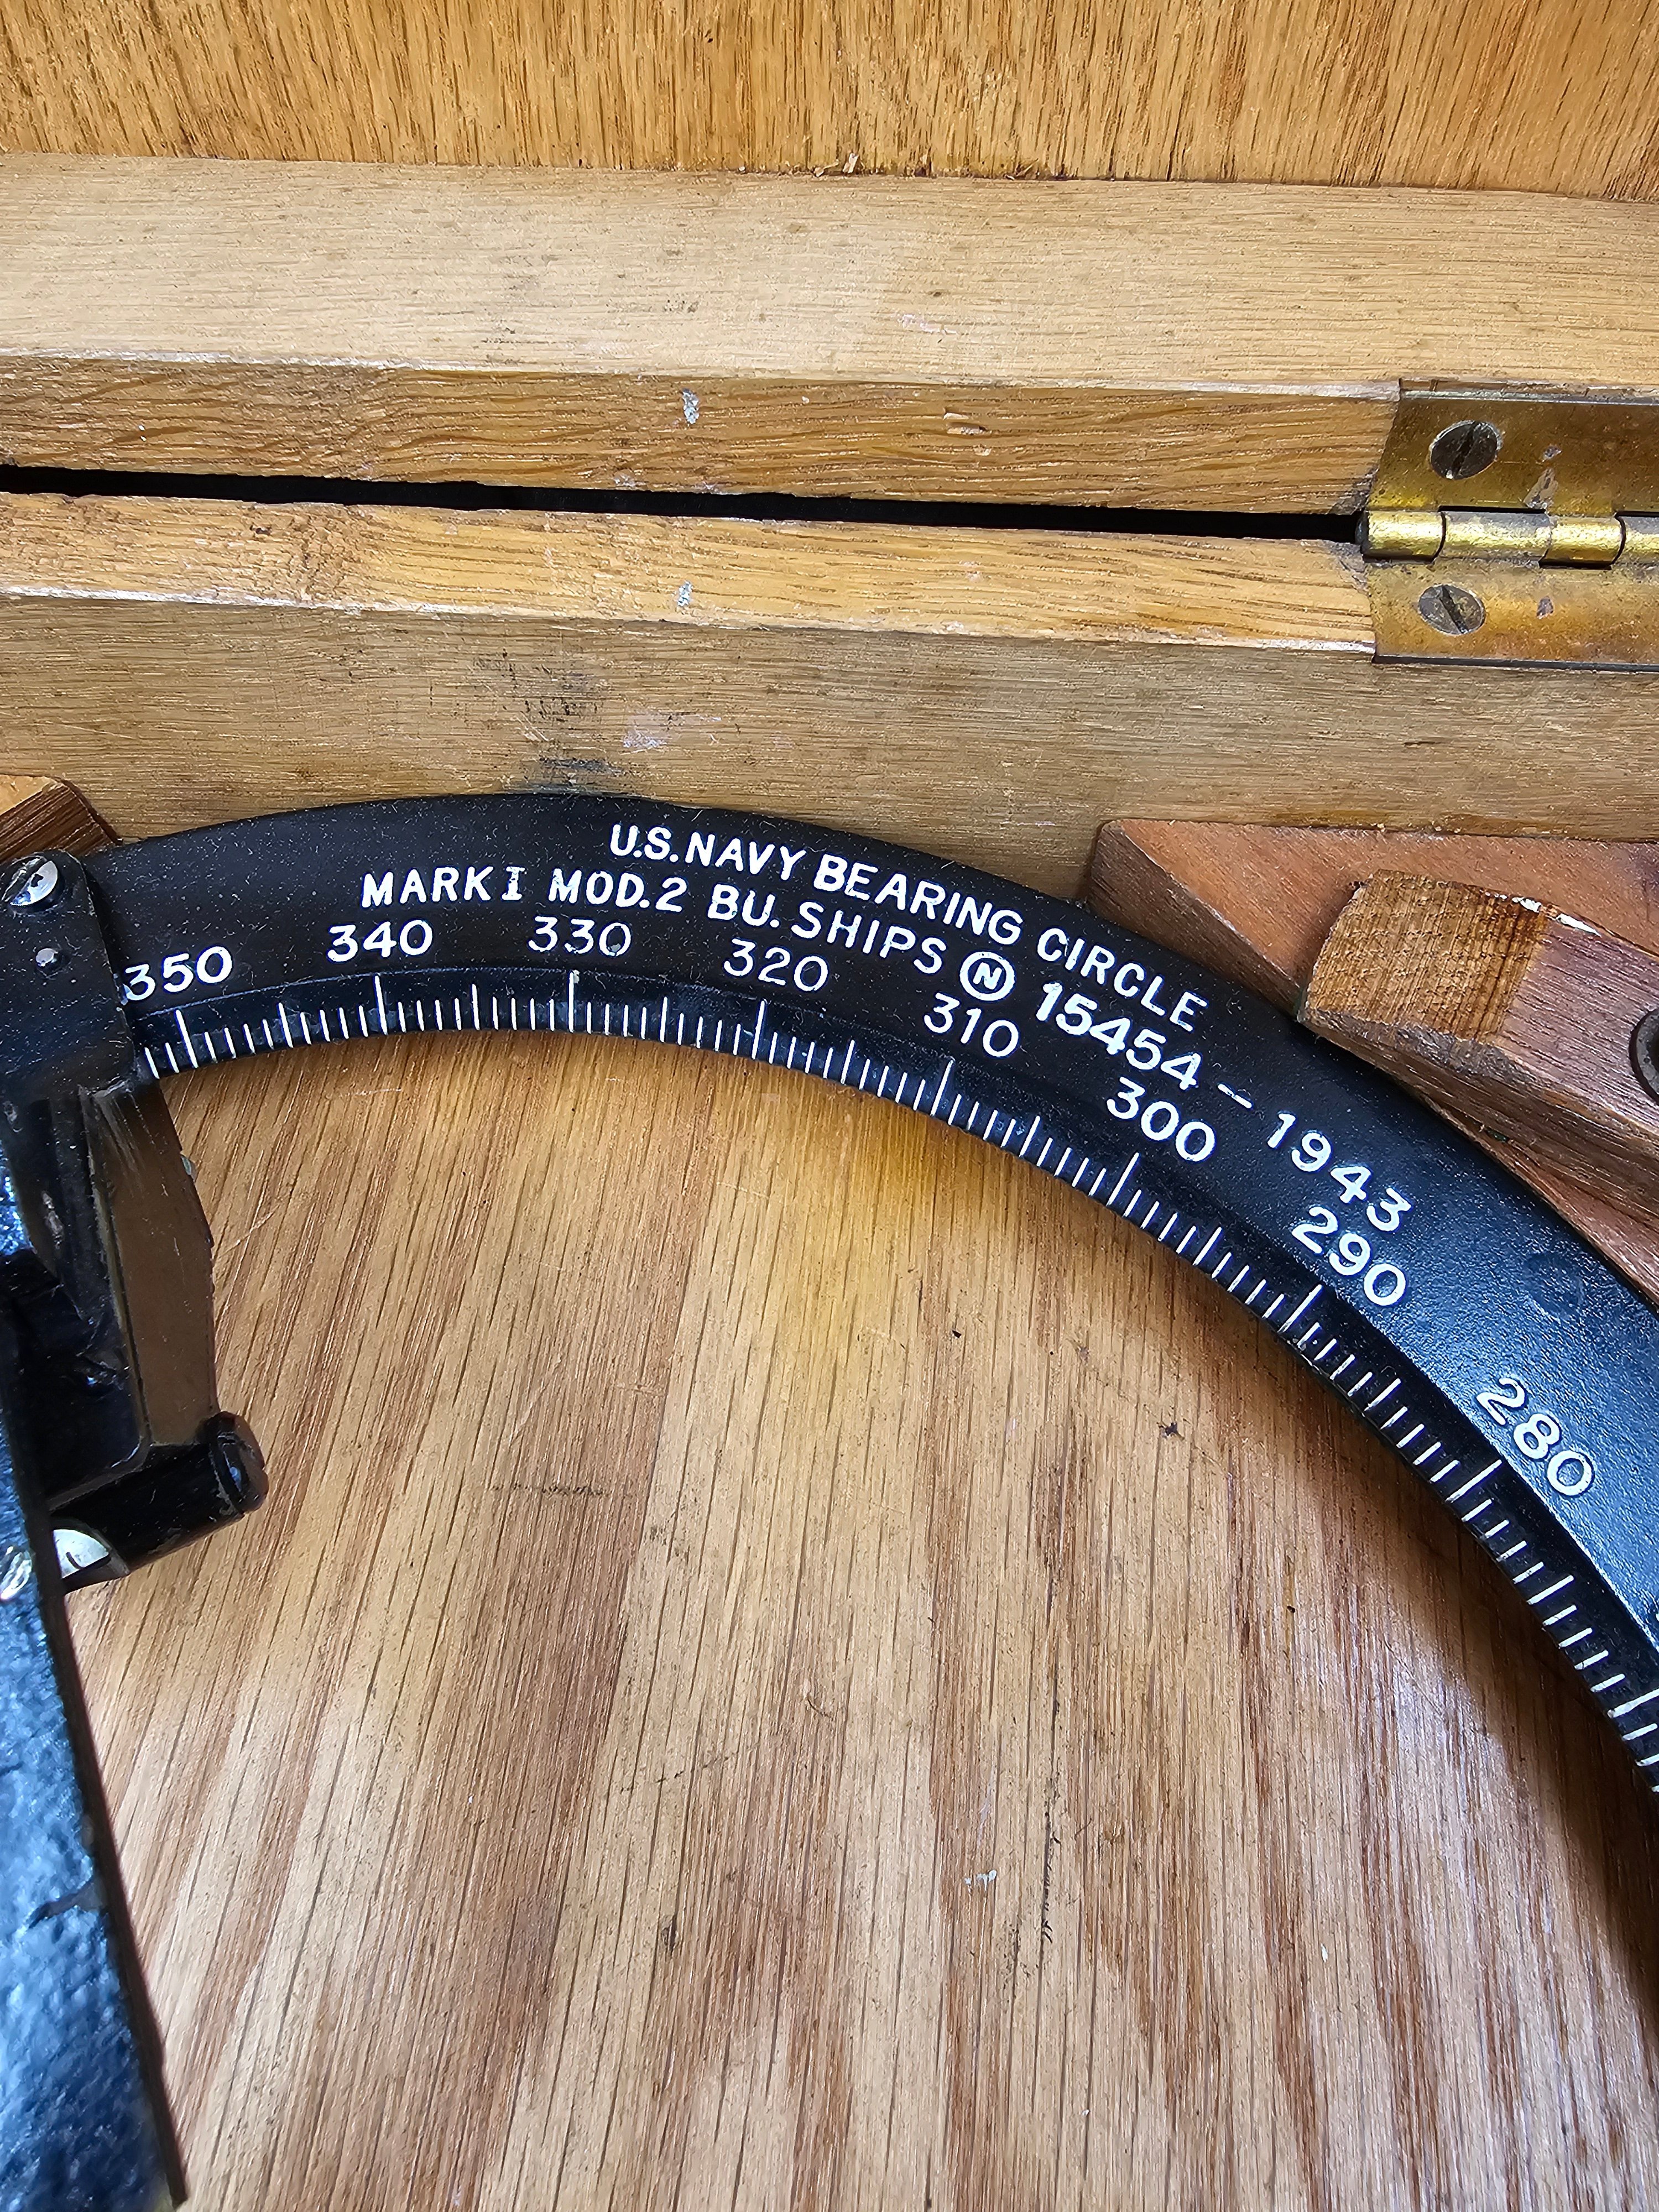 U.S. NAVY BEARING CIRCLE
MARK I MOD. 2 BU. SHIPS Ⓝ 15454 - 1943
350 340 330 320 310 300 290 280